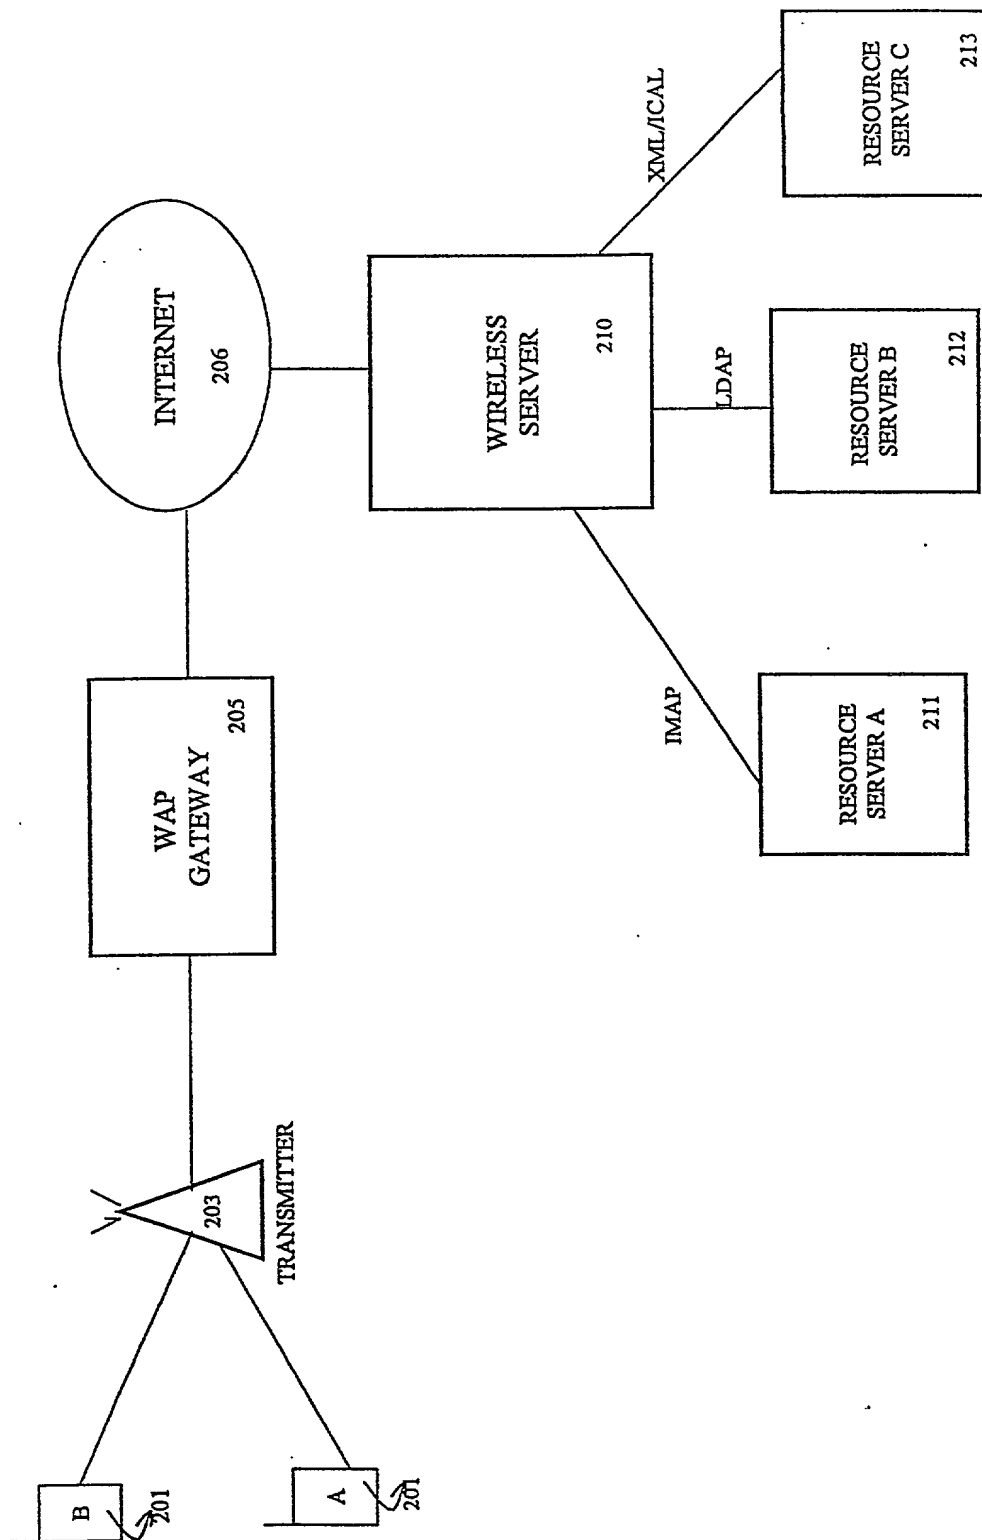 B
201
A
201
203
TRANSMITTER
WAP
GATEWAY
205
INTERNET
206
WIRELESS
SERVER
210
IMAP
LDAP
XML/ICAL
RESOURCE
SERVER A
211
RESOURCE
SERVER B
212
RESOURCE
SERVER C
213